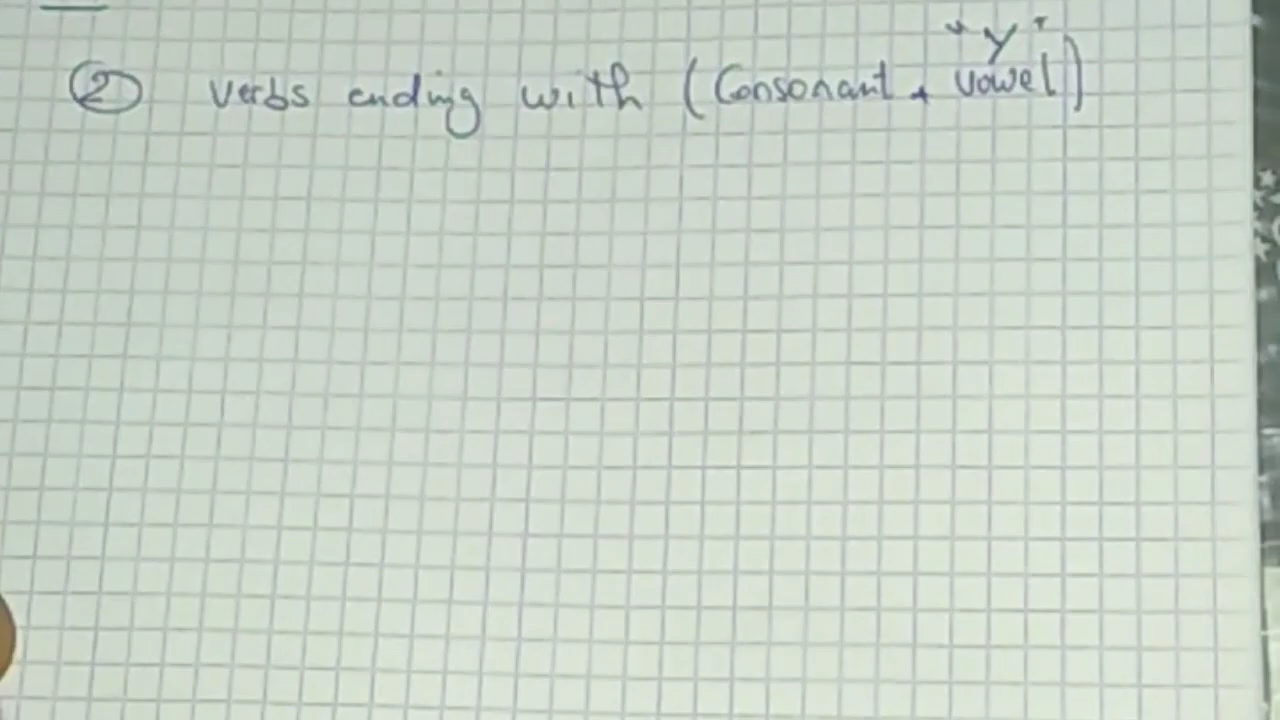 "y"
② verbs ending with (Consonant + vowel)